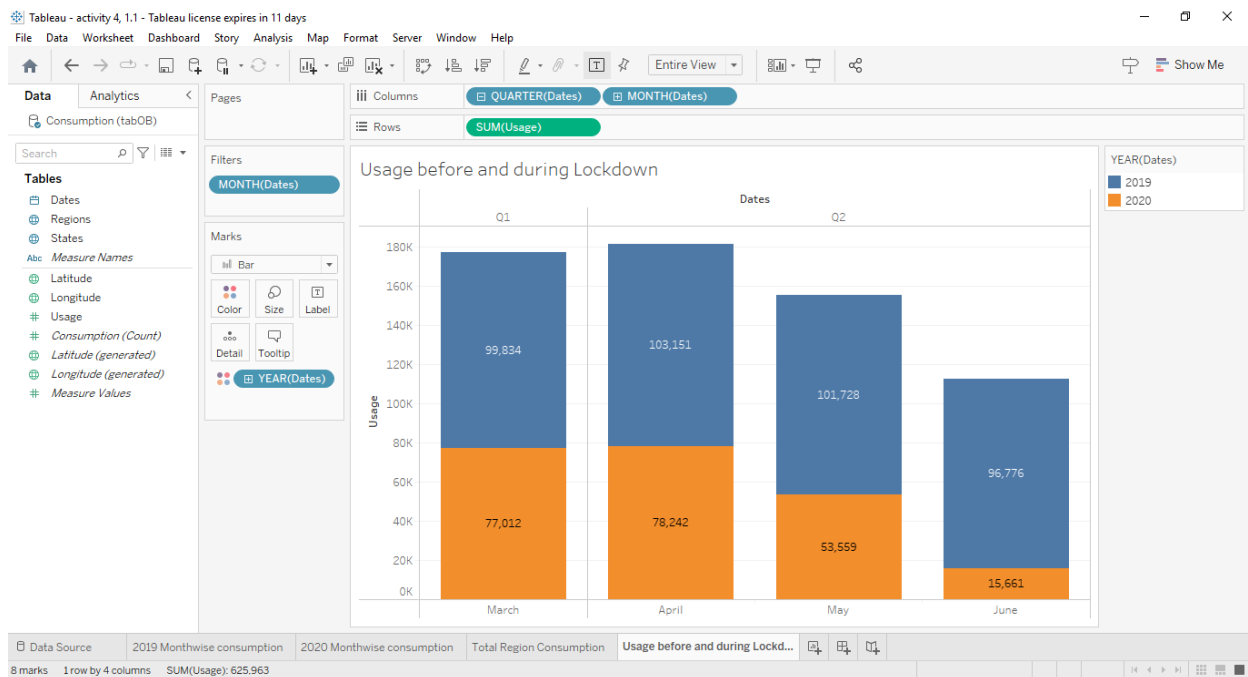 Tableau - activity 4, 1.1 - Tableau license expires in 11 days
File Data Worksheet Dashboard Story Analysis Map Format Server Window Help
Entire View
Show Me
Data Analytics
Consumption (tabOB)
Search
Tables
Dates
Regions
States
Abc Measure Names
Latitude
Longitude
# Usage
# Consumption (Count)
Latitude (generated)
Longitude (generated)
# Measure Values
Pages
Filters
MONTH(Dates)
Marks
Bar
Color Size Label
Detail Tooltip
YEAR(Dates)
Columns QUARTER(Dates) MONTH(Dates)
Rows SUM(Usage)
Usage before and during Lockdown
Dates
Q1 Q2
Usage
180K
160K
140K
120K
100K
80K
60K
40K
20K
0K
99,834 103,151 101,728 96,776
77,012 78,242 53,559 15,661
March April May June
YEAR(Dates)
2019
2020
Data Source 2019 Monthwise consumption 2020 Monthwise consumption Total Region Consumption Usage before and during Lockd...
8 marks 1 row by 4 columns SUM(Usage): 625,963